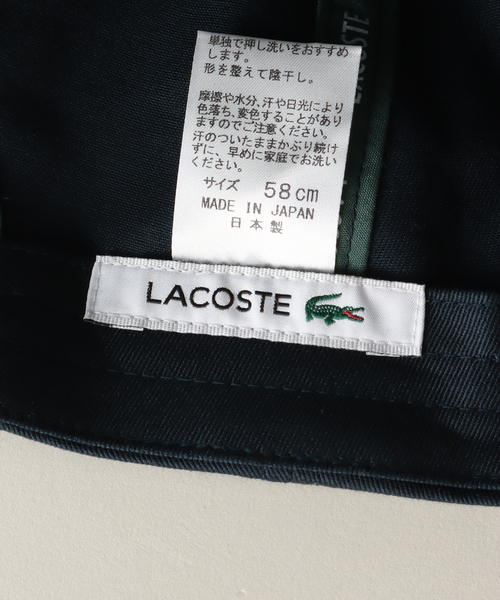 単独で押し洗いをおすすめ
します。
形を整えて陰干し。
摩擦や水分、汗や日光により
色落ち、変色することがあり
ますのでご注意ください。
汗のついたままかぶり続け
ずに、早めに家庭でお洗い
ください。
サイズ 58cm
MADE IN JAPAN
日本製
LACOSTE
LACOSTE